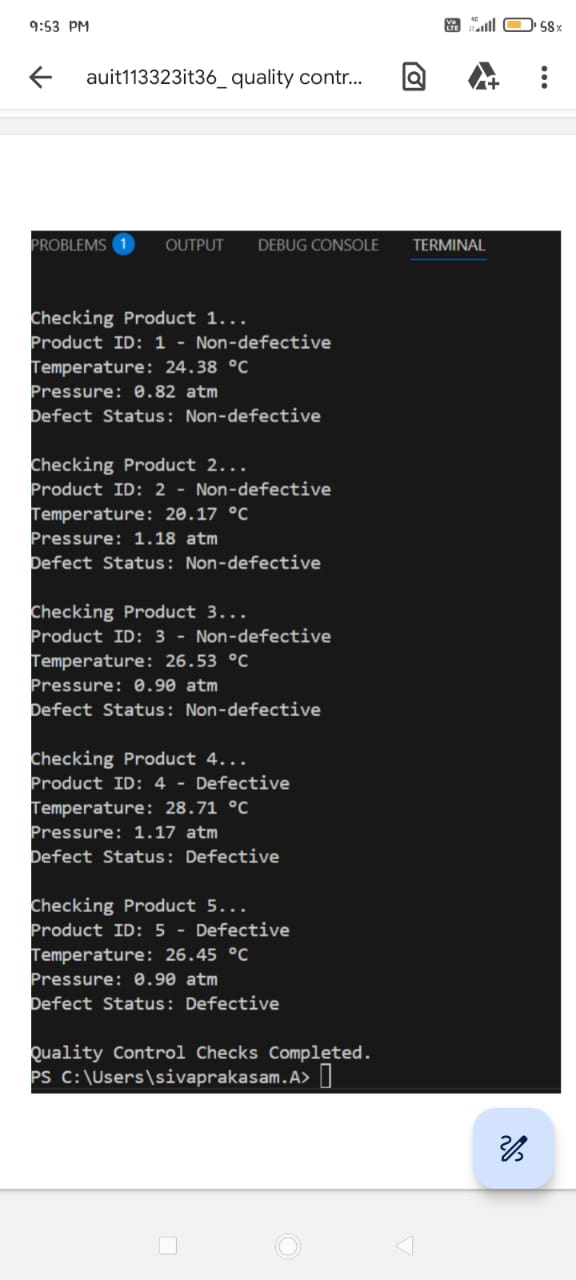 9:53 PM
Vo LTE
4G
58%
auit113323it36_ quality contr...
PROBLEMS 1 OUTPUT DEBUG CONSOLE TERMINAL
Checking Product 1...
Product ID: 1 - Non-defective
Temperature: 24.38 °C
Pressure: 0.82 atm
Defect Status: Non-defective
Checking Product 2...
Product ID: 2 - Non-defective
Temperature: 20.17 °C
Pressure: 1.18 atm
Defect Status: Non-defective
Checking Product 3...
Product ID: 3 - Non-defective
Temperature: 26.53 °C
Pressure: 0.90 atm
Defect Status: Non-defective
Checking Product 4...
Product ID: 4 - Defective
Temperature: 28.71 °C
Pressure: 1.17 atm
Defect Status: Defective
Checking Product 5...
Product ID: 5 - Defective
Temperature: 26.45 °C
Pressure: 0.90 atm
Defect Status: Defective
Quality Control Checks Completed.
PS C:\Users\sivaprakasam.A>